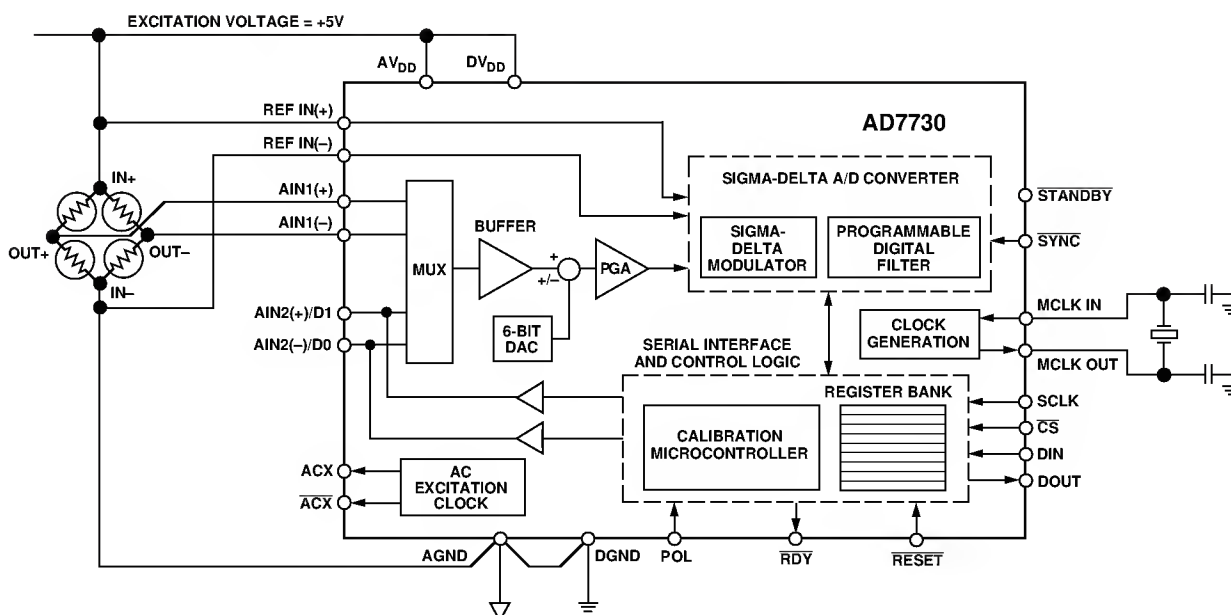 EXCITATION VOLTAGE = +5V
AVDD
DVDD
REF IN(+)
REF IN(–)
AD7730
IN+
AIN1(+)
AIN1(–)
OUT+
OUT–
IN–
MUX
BUFFER
+
+/–
PGA
6-BIT
DAC
SIGMA-DELTA A/D CONVERTER
SIGMA-
DELTA
MODULATOR
PROGRAMMABLE
DIGITAL
FILTER
STANDBY
SYNC
AIN2(+)/D1
AIN2(–)/D0
SERIAL INTERFACE
AND CONTROL LOGIC
CLOCK
GENERATION
MCLK IN
MCLK OUT
REGISTER BANK
CALIBRATION
MICROCONTROLLER
SCLK
CS
DIN
DOUT
ACX
ACX
AC
EXCITATION
CLOCK
AGND
DGND
POL
RDY
RESET